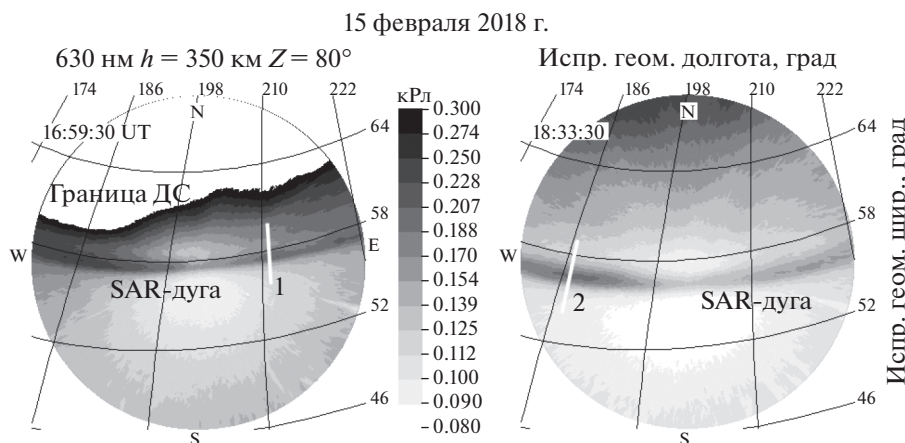 15 февраля 2018 г.
630 нм h = 350 км Z = 80°
Испр. геом. долгота, град
174 186 198 210 222
кРл
174 186 198 210 222
N
N
16:59:30 UT
18:33:30
64
64
Граница ДС
58
58
W
E
W
SAR-дуга
1
2
SAR-дуга
52
52
46
46
S
S
0.300
0.274
0.250
0.228
0.207
0.188
0.170
0.154
0.139
0.125
0.112
0.100
0.090
0.080
Испр. геом. шир., град